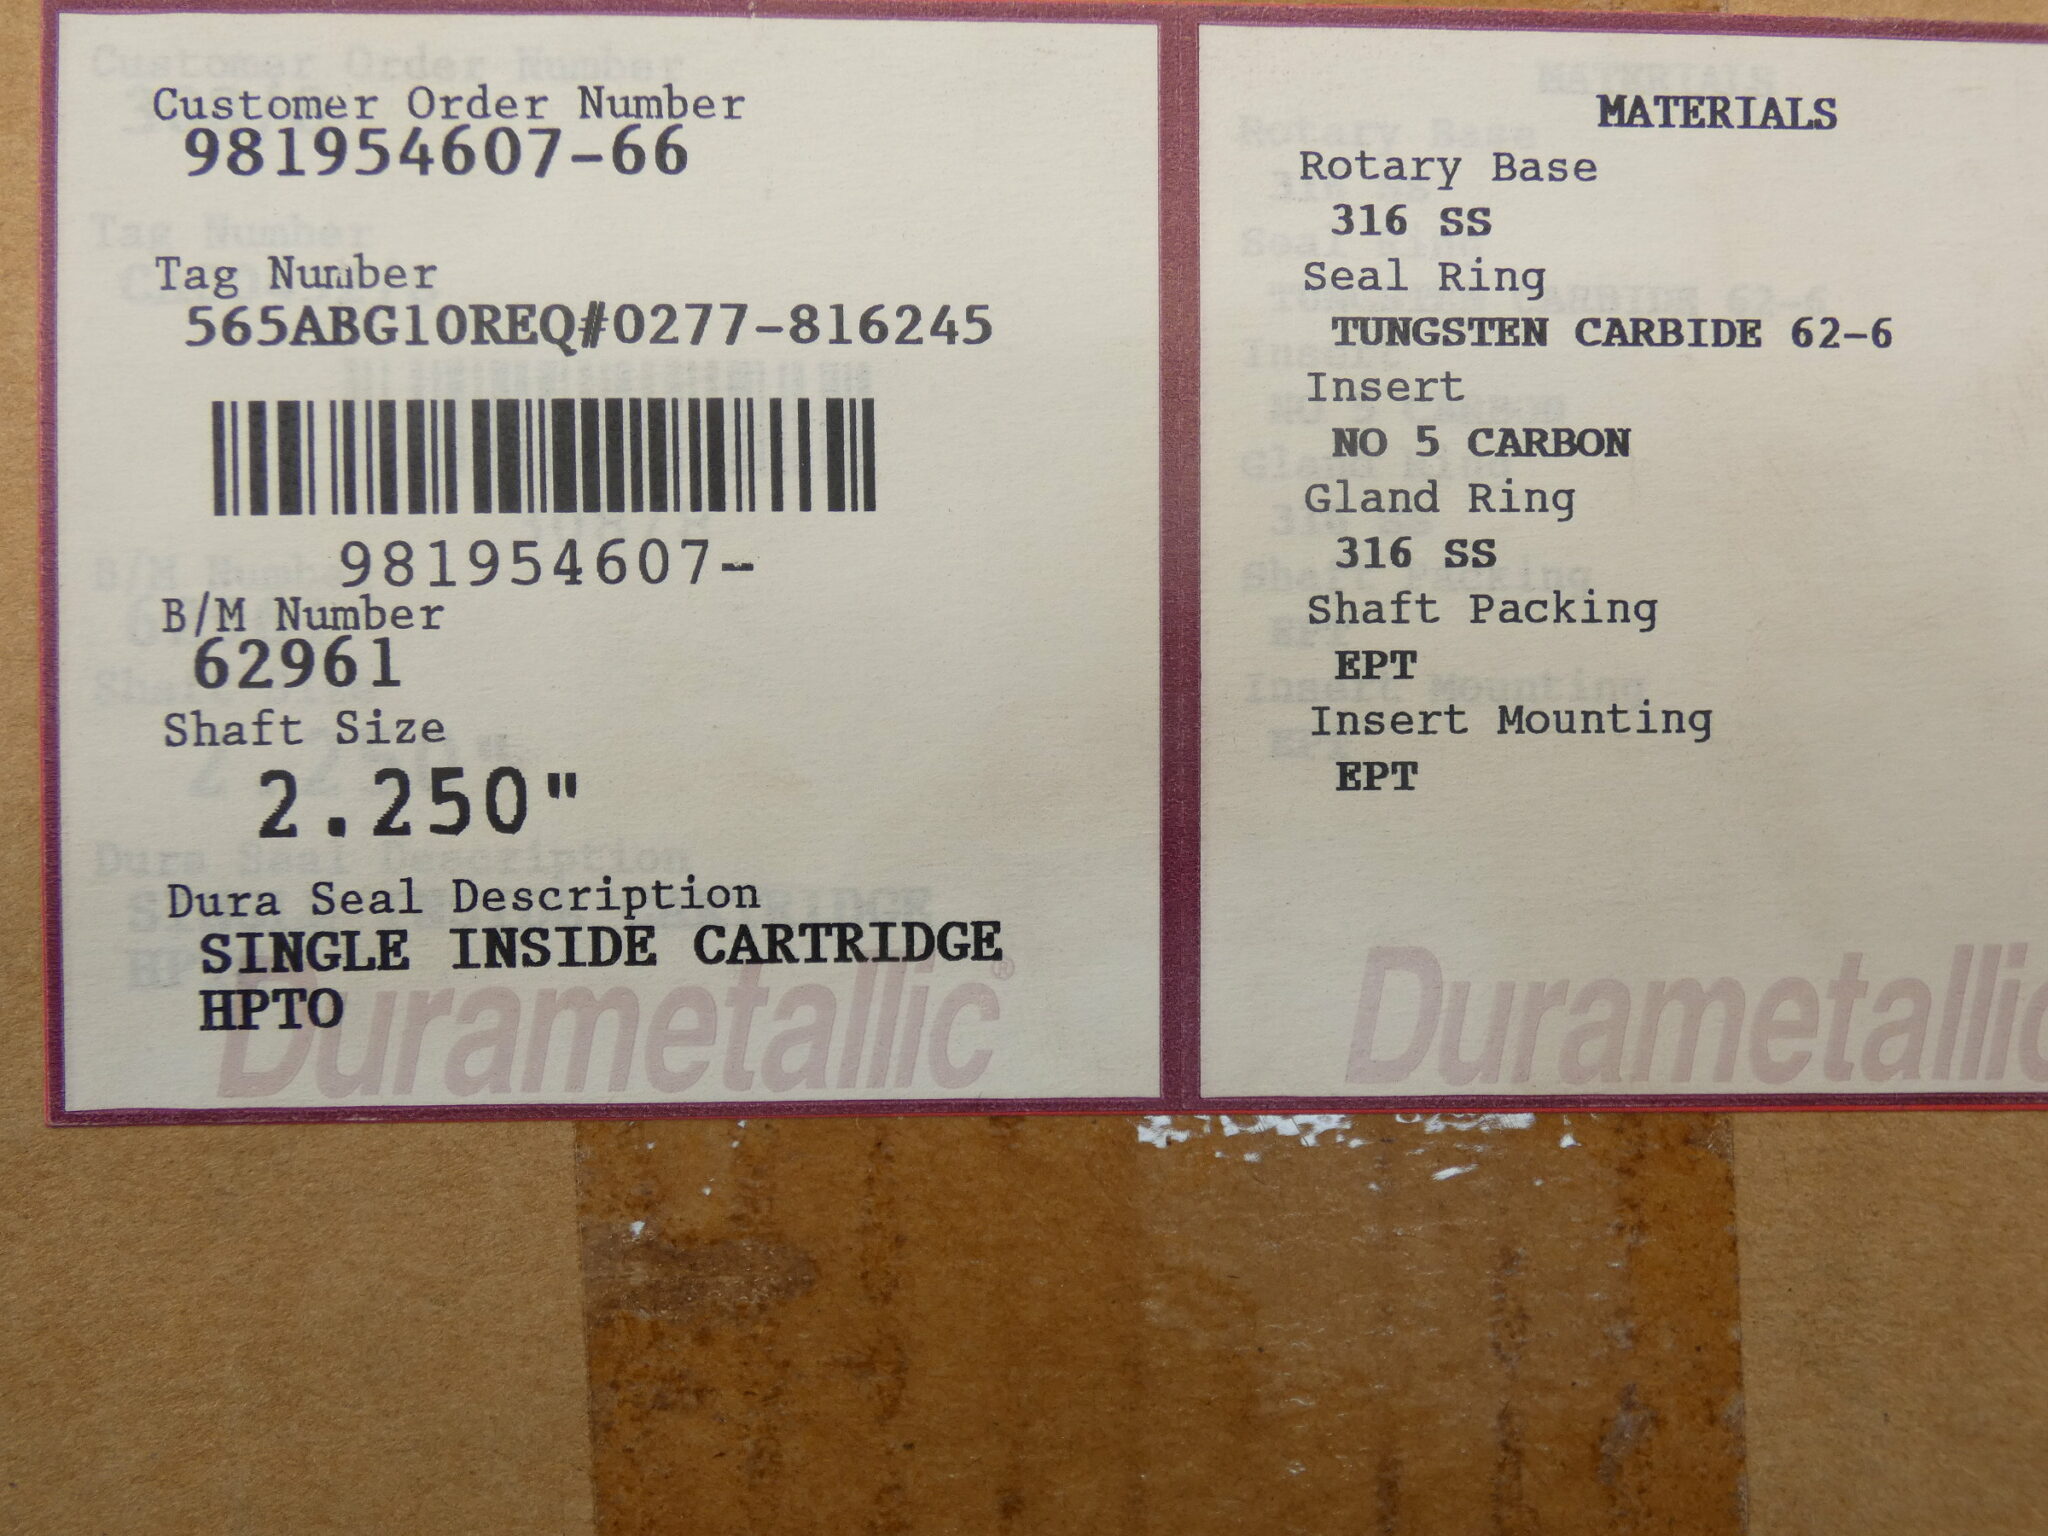 Customer Order Number
981954607-66
Tag Number
565ABG10REQ#0277-816245
981954607-
B/M Number
62961
Shaft Size
2.250"
Dura Seal Description
SINGLE INSIDE CARTRIDGE
HPTO
Durametallic®
MATERIALS
Rotary Base
316 SS
Seal Ring
TUNGSTEN CARBIDE 62-6
Insert
NO 5 CARBON
Gland Ring
316 SS
Shaft Packing
EPT
Insert Mounting
EPT
Durametallic